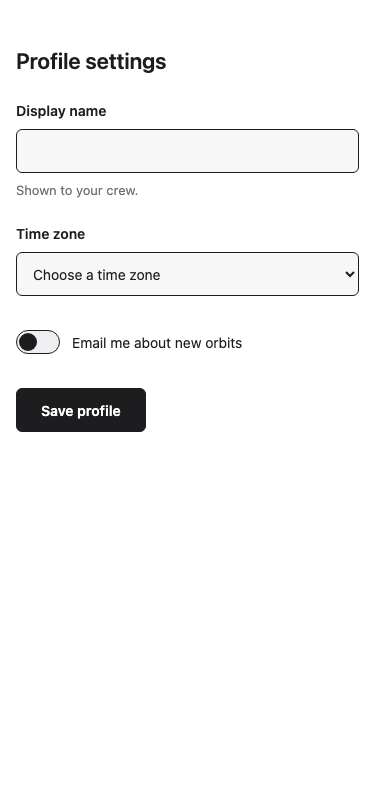 Profile settings
Display name
Shown to your crew.
Time zone
Choose a time zone
Email me about new orbits
Save profile